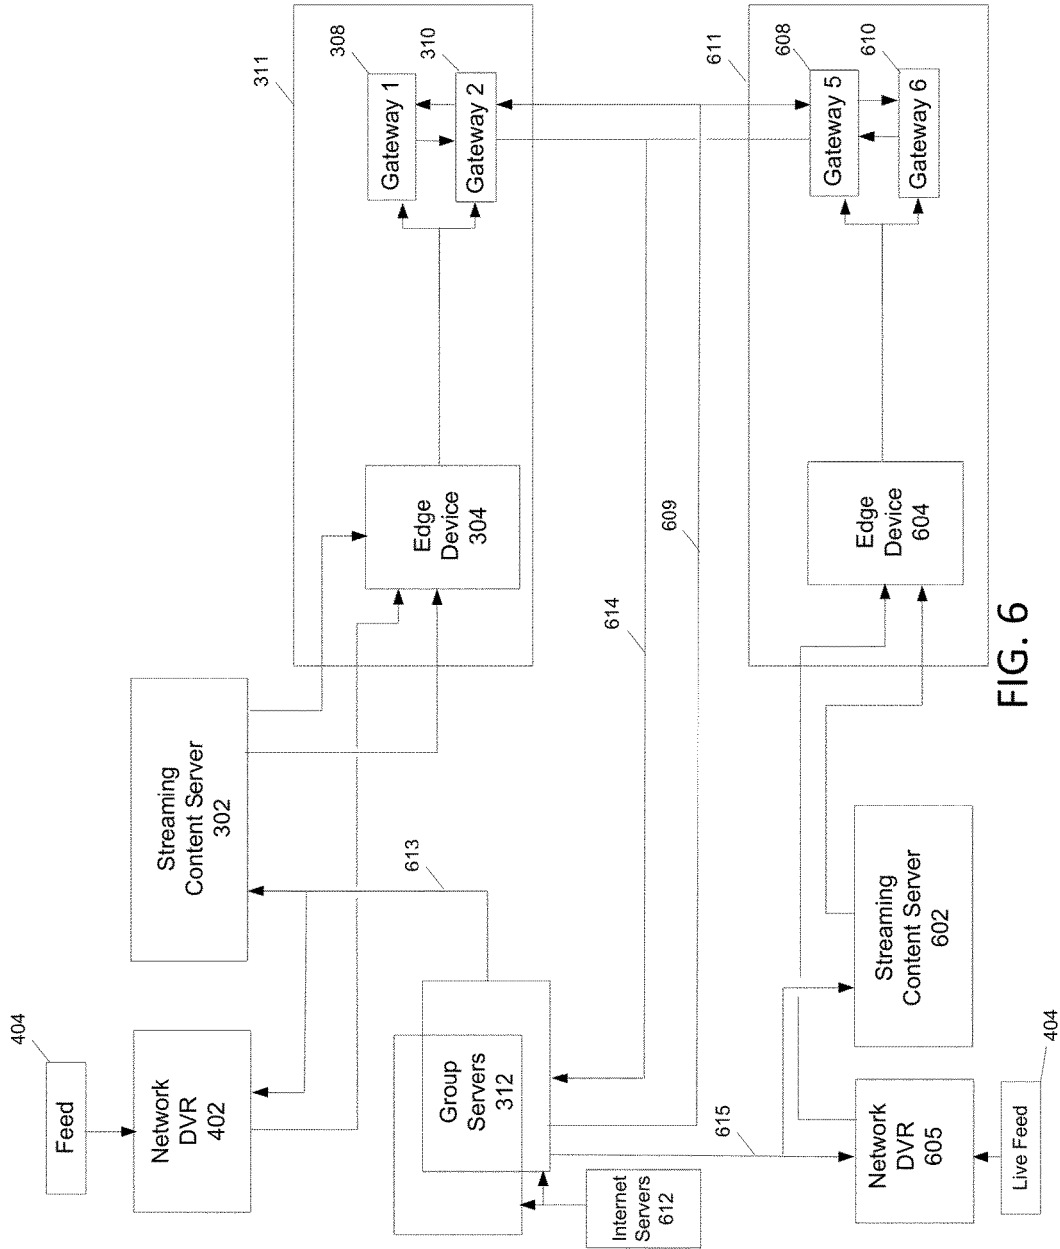 404
Feed
Network
DVR
402
Streaming
Content Server
302
311
308
Gateway 1
310
Gateway 2
Edge
Device
304
613
Group
Servers
312
614
609
Internet
Servers
612
615
611
608
Gateway 5
610
Gateway 6
Edge
Device
604
Streaming
Content Server
602
Network
DVR
605
Live Feed
404
FIG. 6